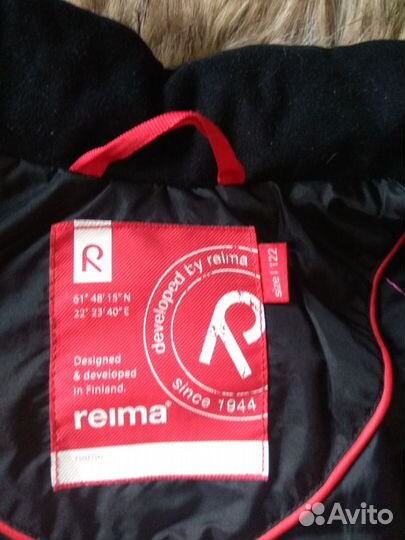 R
61° 48' 15" N
22° 23' 40" E
Designed
& developed
in Finland.
reima®
name
developed by reima
R
since 1944
size | 122
Avito